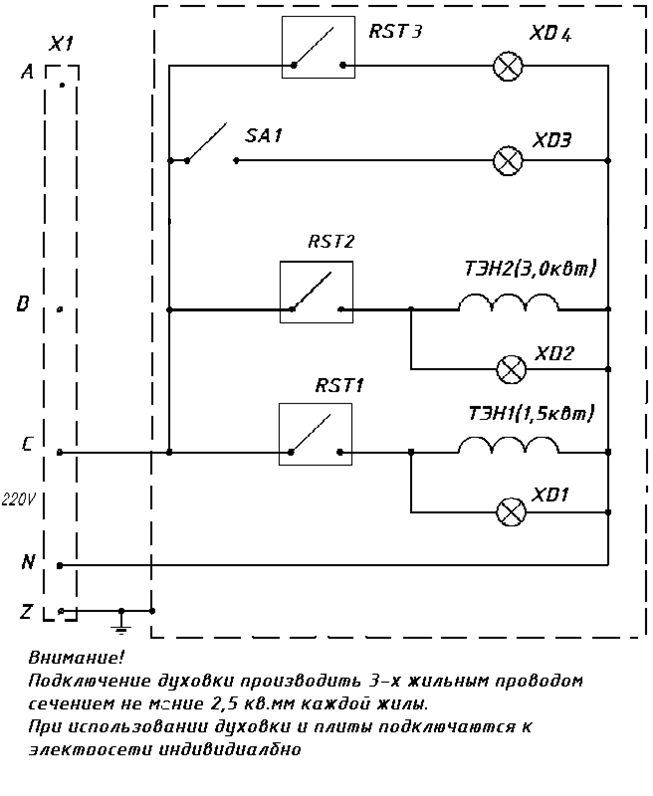 RST3
XD4
X1
A
SA1
XD3
RST2
ТЭН2(3,0квт)
B
XD2
RST1
ТЭН1(1,5квт)
C
220V
XD1
N
Z
Внимание!
Подключение духовки производить 3-х жильным проводом
сечением не мение 2,5 кв.мм каждой жилы.
При использовании духовки и плиты подключаются к
электросети индивидиалбно